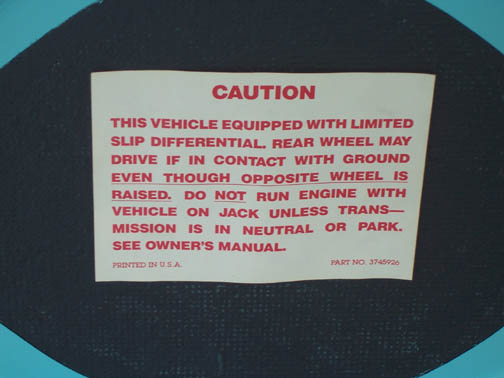 CAUTION
THIS VEHICLE EQUIPPED WITH LIMITED
SLIP DIFFERENTIAL. REAR WHEEL MAY
DRIVE IF IN CONTACT WITH GROUND
EVEN THOUGH OPPOSITE WHEEL IS
RAISED. DO NOT RUN ENGINE WITH
VEHICLE ON JACK UNLESS TRANS—
MISSION IS IN NEUTRAL OR PARK.
SEE OWNER'S MANUAL.
PRINTED IN U.S.A. PART NO. 3745926